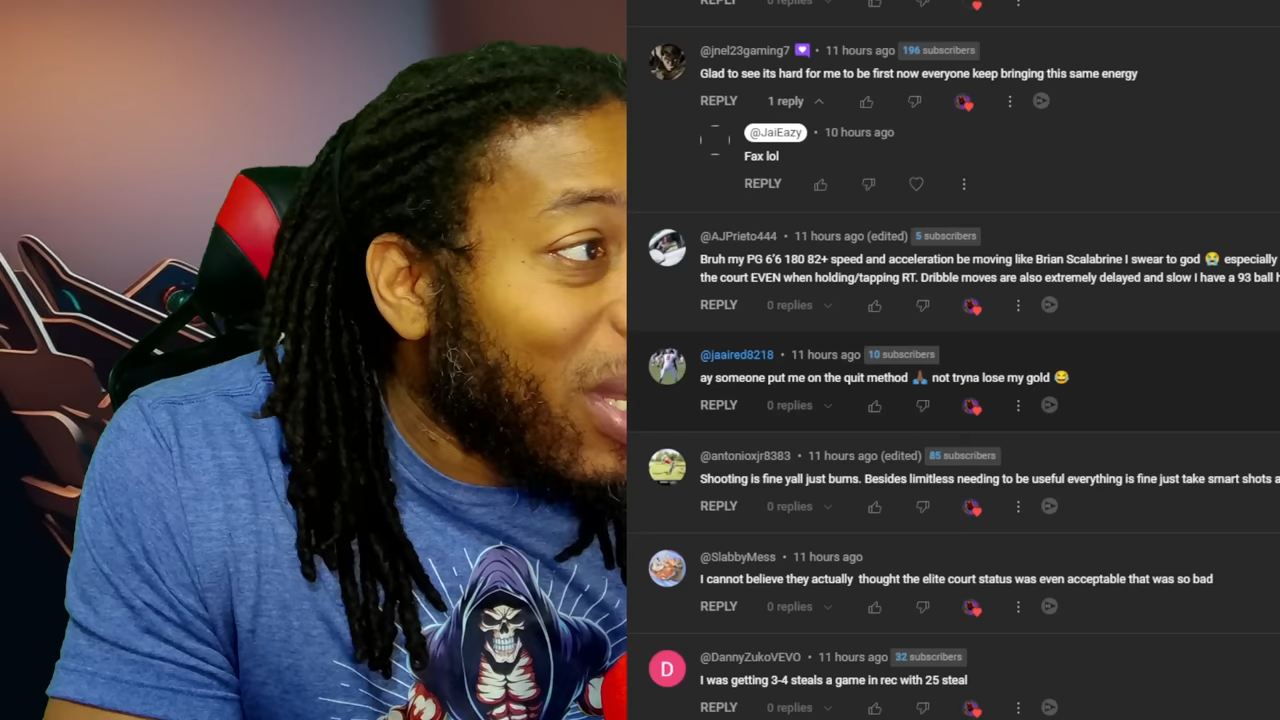 REPLY 0 replies
@jnel23gaming7 • 11 hours ago 196 subscribers
Glad to see its hard for me to be first now everyone keep bringing this same energy
REPLY 1 reply
@JaiEazy • 10 hours ago
Fax lol
REPLY
@AJPrieto444 • 11 hours ago (edited) 5 subscribers
Bruh my PG 6'6 180 82+ speed and acceleration be moving like Brian Scalabrine I swear to god 😭 especially
the court EVEN when holding/tapping RT. Dribble moves are also extremely delayed and slow I have a 93 ball h
REPLY 0 replies
@jaaired8218 • 11 hours ago 10 subscribers
ay someone put me on the quit method 🙏🏾 not tryna lose my gold 😂
REPLY 0 replies
@antonioxjr8383 • 11 hours ago (edited) 85 subscribers
Shooting is fine yall just bums. Besides limitless needing to be useful everything is fine just take smart shots a
REPLY 0 replies
@SlabbyMess • 11 hours ago
I cannot believe they actually thought the elite court status was even acceptable that was so bad
REPLY 0 replies
D
@DannyZukoVEVO • 11 hours ago 32 subscribers
I was getting 3-4 steals a game in rec with 25 steal
REPLY 0 replies